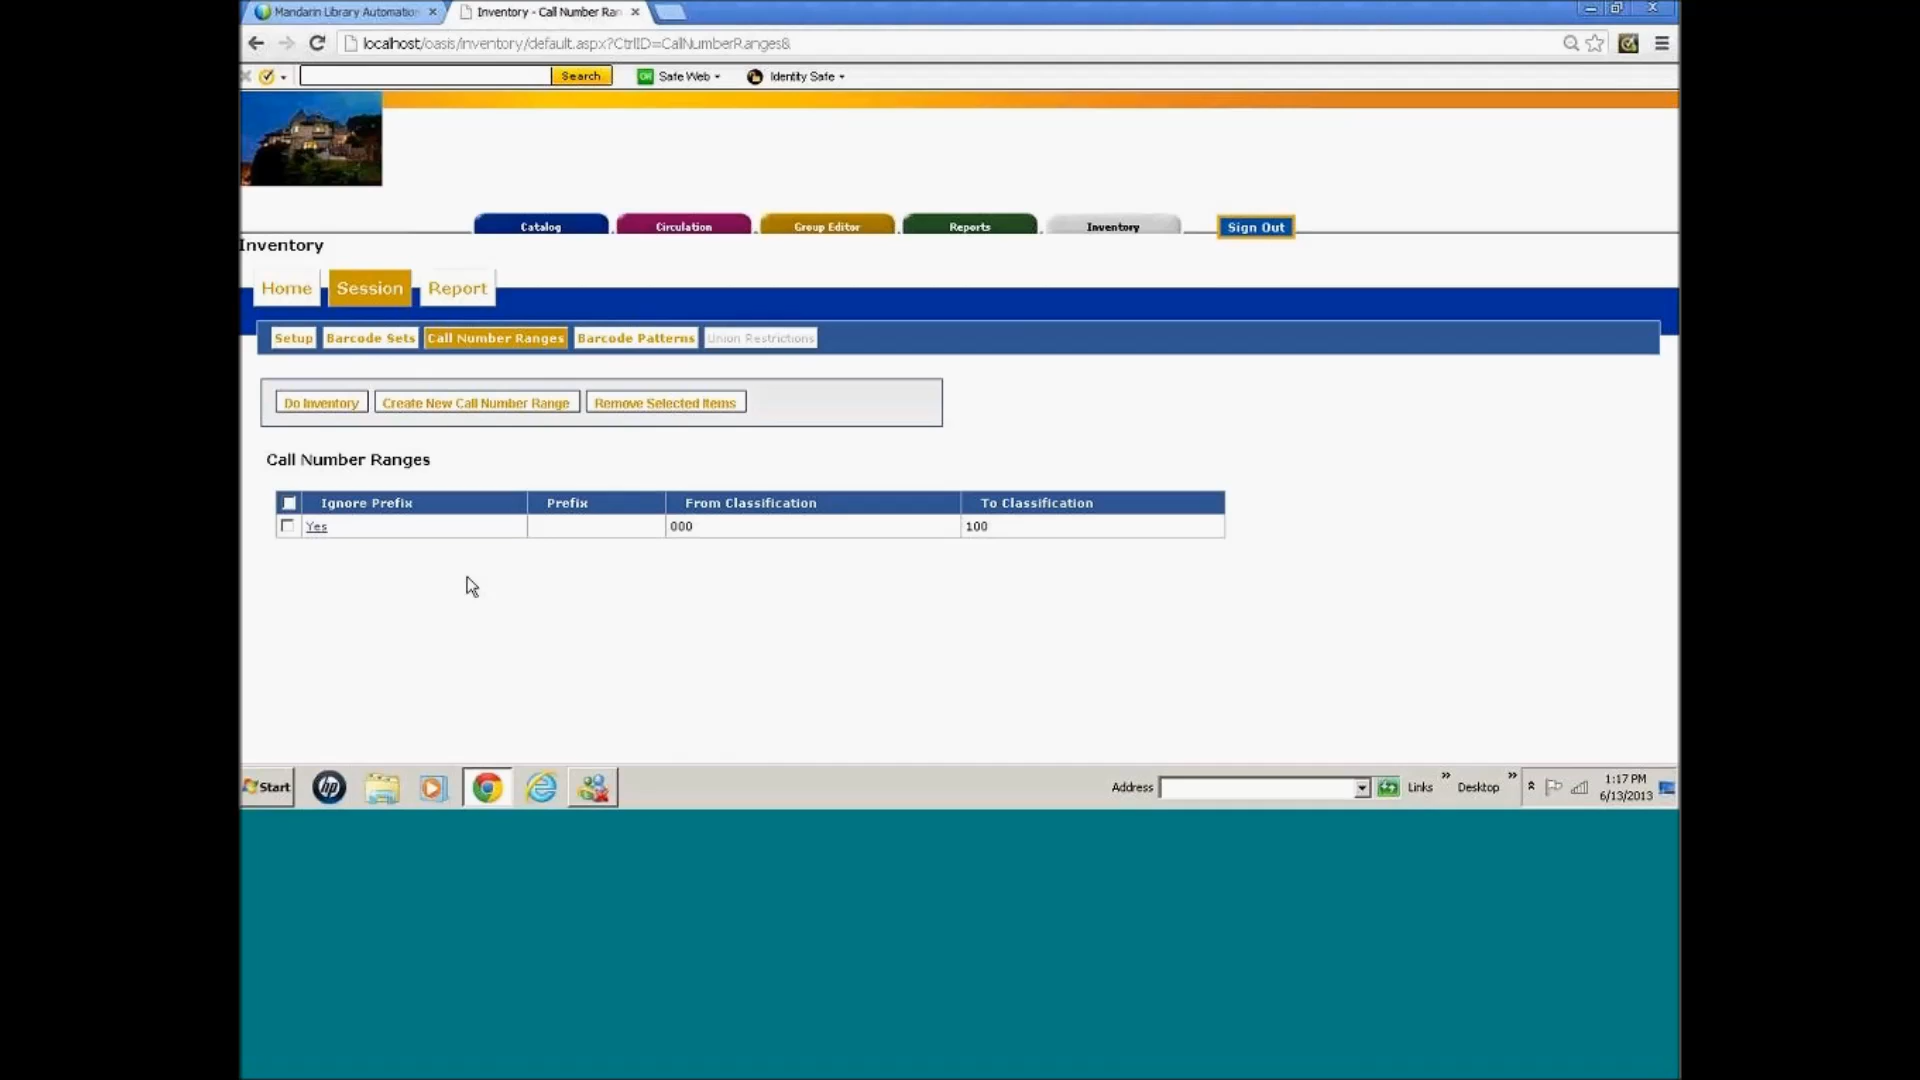 Mandarin Library Automation
Inventory - Call Number Ran
localhost/oasis/inventory/default.aspx?CtrlID=CallNumberRanges&
Search
OK Safe Web
Identity Safe
Catalog
Circulation
Group Editor
Reports
Inventory
Sign Out
Inventory
Home
Session
Report
Setup
Barcode Sets
Call Number Ranges
Barcode Patterns
Union Restrictions
Do Inventory
Create New Call Number Range
Remove Selected Items
Call Number Ranges
Ignore Prefix Prefix From Classification To Classification
Yes 000 100
Start
hp
Address
Links
Desktop
1:17 PM
6/13/2013